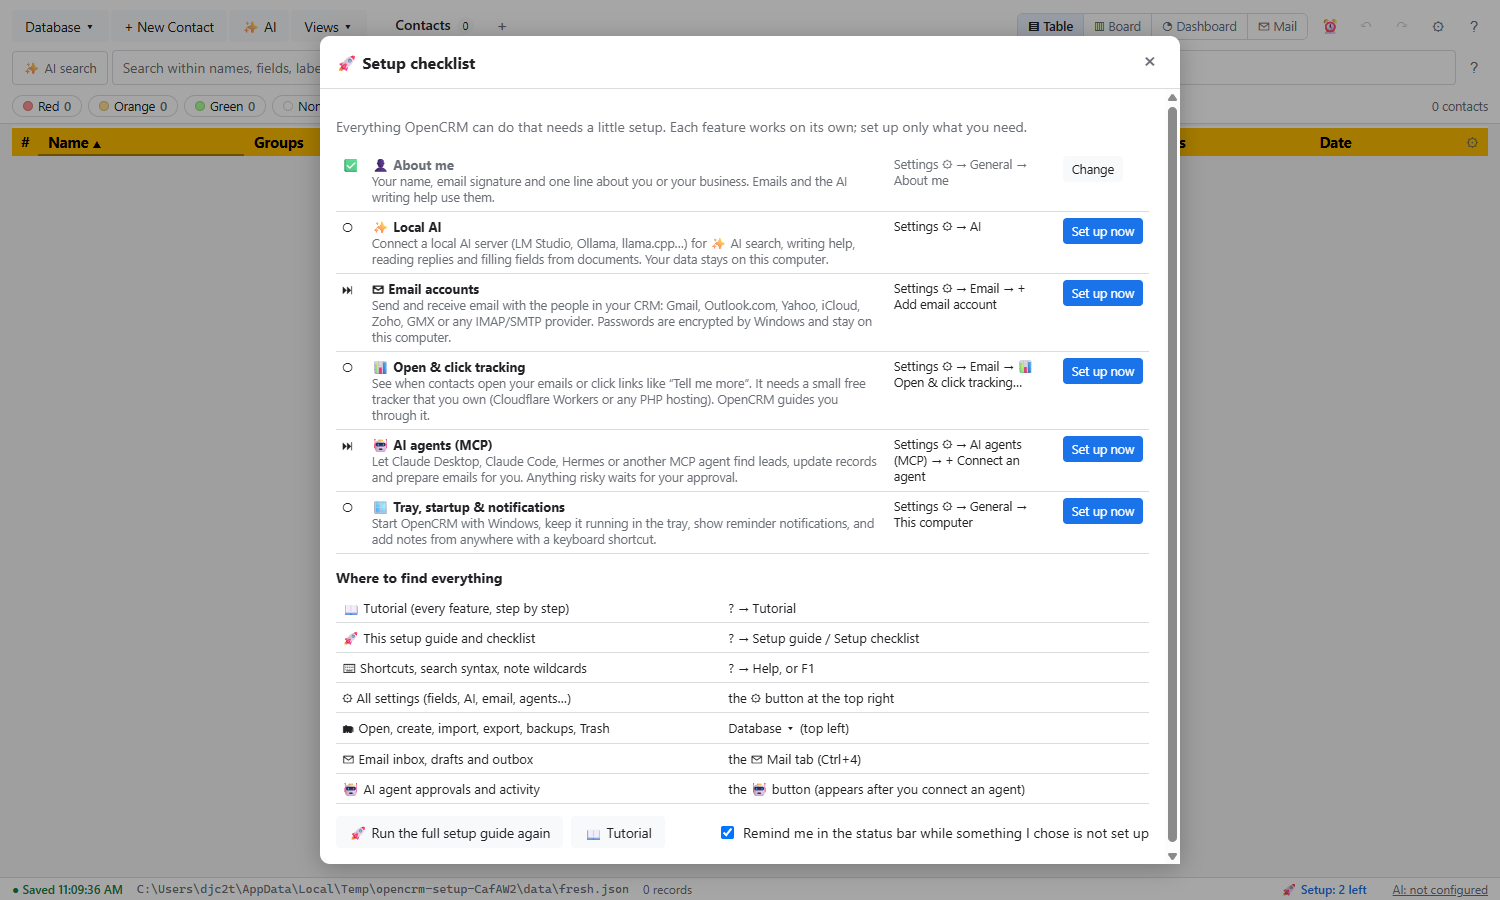 Database ▾ + New Contact ✨ AI Views ▾ Contacts 0 + Table Board Dashboard Mail ?
AI search Search within names, fields, labe ?
Red 0 Orange 0 Green 0 Non 0 contacts
# Name ▲ Groups s Date
🚀 Setup checklist ✕
Everything OpenCRM can do that needs a little setup. Each feature works on its own; set up only what you need.
About me Settings ⚙ → General → Change
Your name, email signature and one line about you or your business. Emails and the AI About me
writing help use them.
Local AI Settings ⚙ → AI Set up now
Connect a local AI server (LM Studio, Ollama, llama.cpp...) for ✨ AI search, writing help,
reading replies and filling fields from documents. Your data stays on this computer.
Email accounts Settings ⚙ → Email → + Set up now
Send and receive email with the people in your CRM: Gmail, Outlook.com, Yahoo, iCloud, Add email account
Zoho, GMX or any IMAP/SMTP provider. Passwords are encrypted by Windows and stay on
this computer.
Open & click tracking Settings ⚙ → Email → 📊 Set up now
See when contacts open your emails or click links like “Tell me more”. It needs a small free Open & click tracking...
tracker that you own (Cloudflare Workers or any PHP hosting). OpenCRM guides you
through it.
AI agents (MCP) Settings ⚙ → AI agents Set up now
Let Claude Desktop, Claude Code, Hermes or another MCP agent find leads, update records (MCP) → + Connect an
and prepare emails for you. Anything risky waits for your approval. agent
Tray, startup & notifications Settings ⚙ → General → Set up now
Start OpenCRM with Windows, keep it running in the tray, show reminder notifications, and This computer
add notes from anywhere with a keyboard shortcut.
Where to find everything
Tutorial (every feature, step by step) ? → Tutorial
This setup guide and checklist ? → Setup guide / Setup checklist
Shortcuts, search syntax, note wildcards ? → Help, or F1
All settings (fields, AI, email, agents...) the ⚙ button at the top right
Open, create, import, export, backups, Trash Database ▾ (top left)
Email inbox, drafts and outbox the ✉ Mail tab (Ctrl+4)
AI agent approvals and activity the 🤖 button (appears after you connect an agent)
Run the full setup guide again Tutorial Remind me in the status bar while something I chose is not set up
● Saved 11:09:36 AM C:\Users\djc2t\AppData\Local\Temp\opencrm-setup-CafAW2\data\fresh.json 0 records 🚀 Setup: 2 left AI: not configured